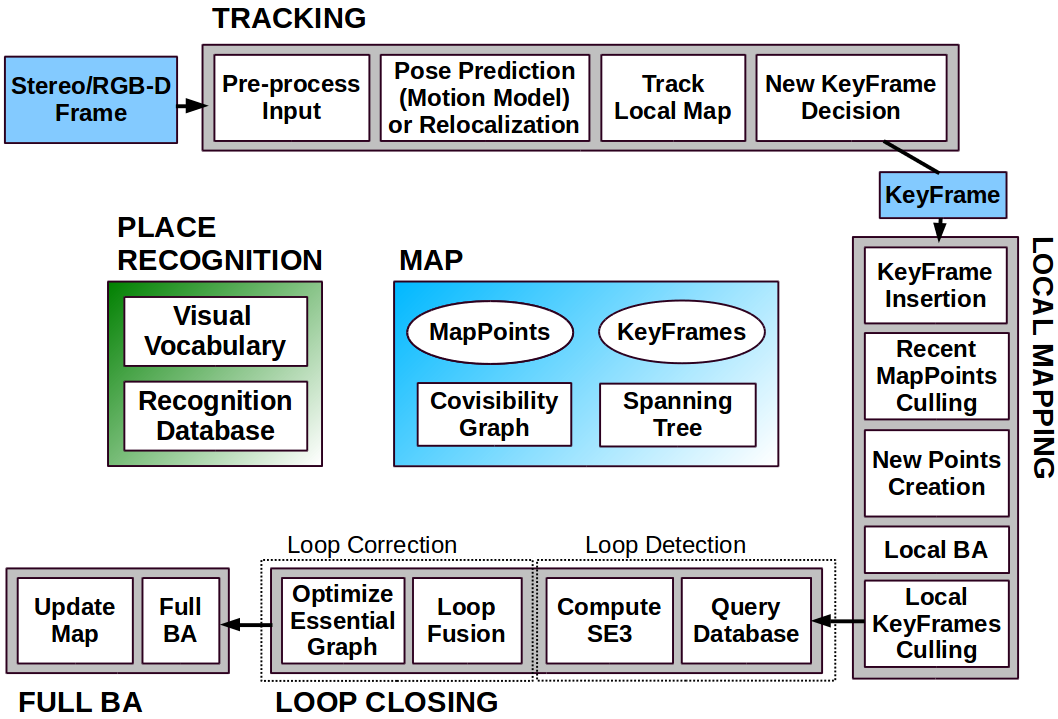 TRACKING
Stereo/RGB-D
Frame
Pre-process
Input
Pose Prediction
(Motion Model)
or Relocalization
Track
Local Map
New KeyFrame
Decision
KeyFrame
PLACE
RECOGNITION
Visual
Vocabulary
Recognition
Database
MAP
MapPoints
KeyFrames
Covisibility
Graph
Spanning
Tree
LOCAL MAPPING
KeyFrame
Insertion
Recent
MapPoints
Culling
New Points
Creation
Local BA
Local
KeyFrames
Culling
Loop Correction
Loop Detection
Optimize
Essential
Graph
Loop
Fusion
Compute
SE3
Query
Database
LOOP CLOSING
Update
Map
Full
BA
FULL BA